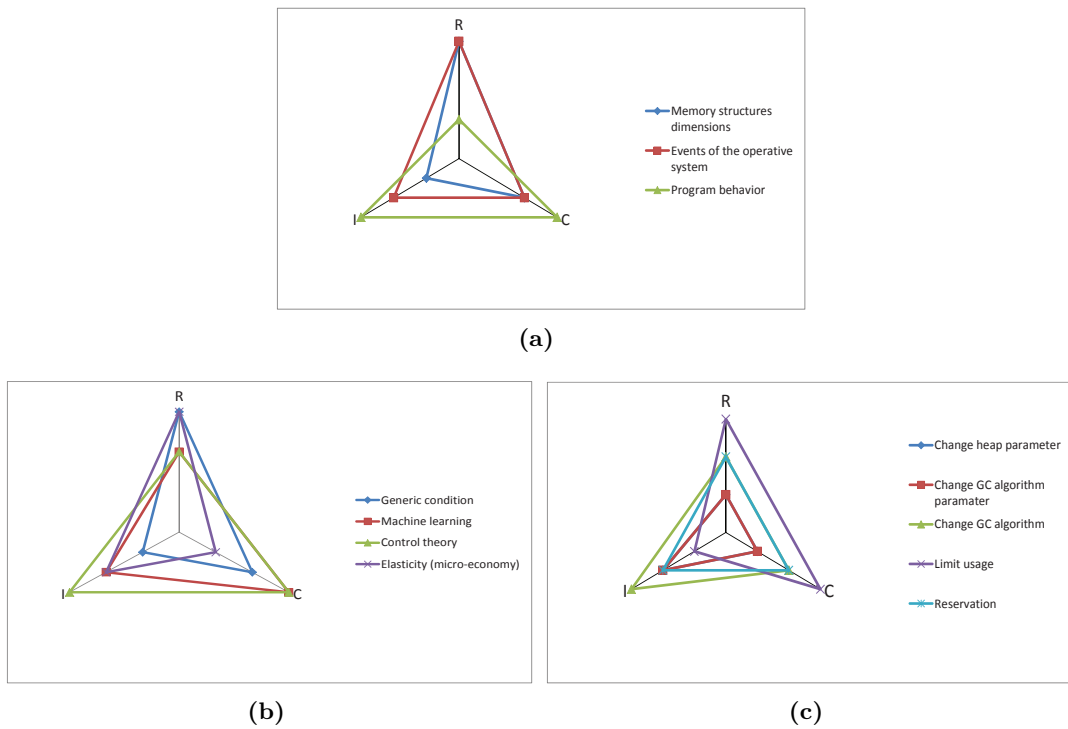 R
Memory structures
dimensions
Events of the operative
system
Program behavior
I
C
(a)
R
Generic condition
Machine learning
Control theory
Elasticity (micro-economy)
I
C
(b)
R
Change heap parameter
Change GC algorithm
paramater
Change GC algorithm
Limit usage
Reservation
I
C
(c)